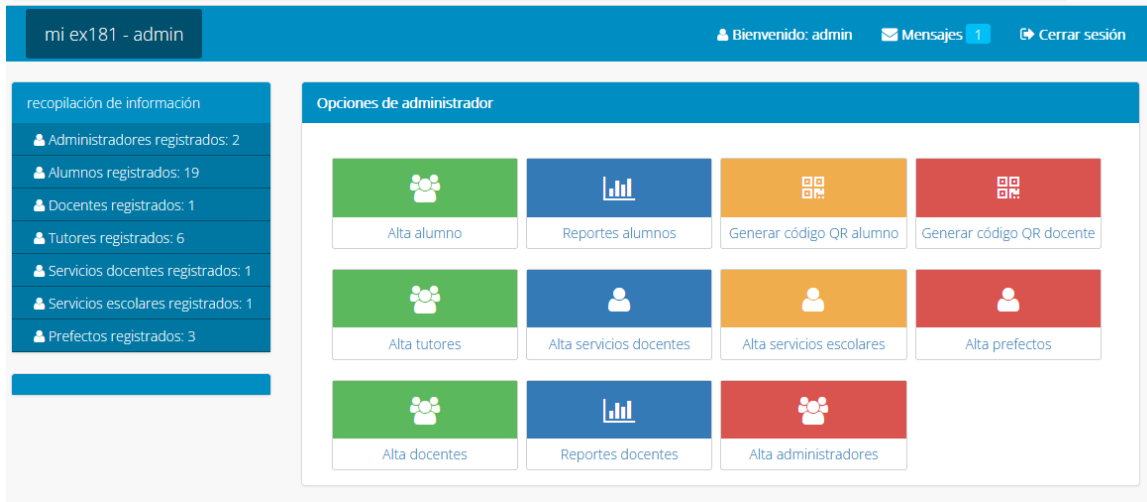 mi ex181 - admin
Bienvenido: admin
Mensajes 1
Cerrar sesión
recopilación de información
Administradores registrados: 2
Alumnos registrados: 19
Docentes registrados: 1
Tutores registrados: 6
Servicios docentes registrados: 1
Servicios escolares registrados: 1
Prefectos registrados: 3
Opciones de administrador
Alta alumno
Reportes alumnos
Generar código QR alumno
Generar código QR docente
Alta tutores
Alta servicios docentes
Alta servicios escolares
Alta prefectos
Alta docentes
Reportes docentes
Alta administradores